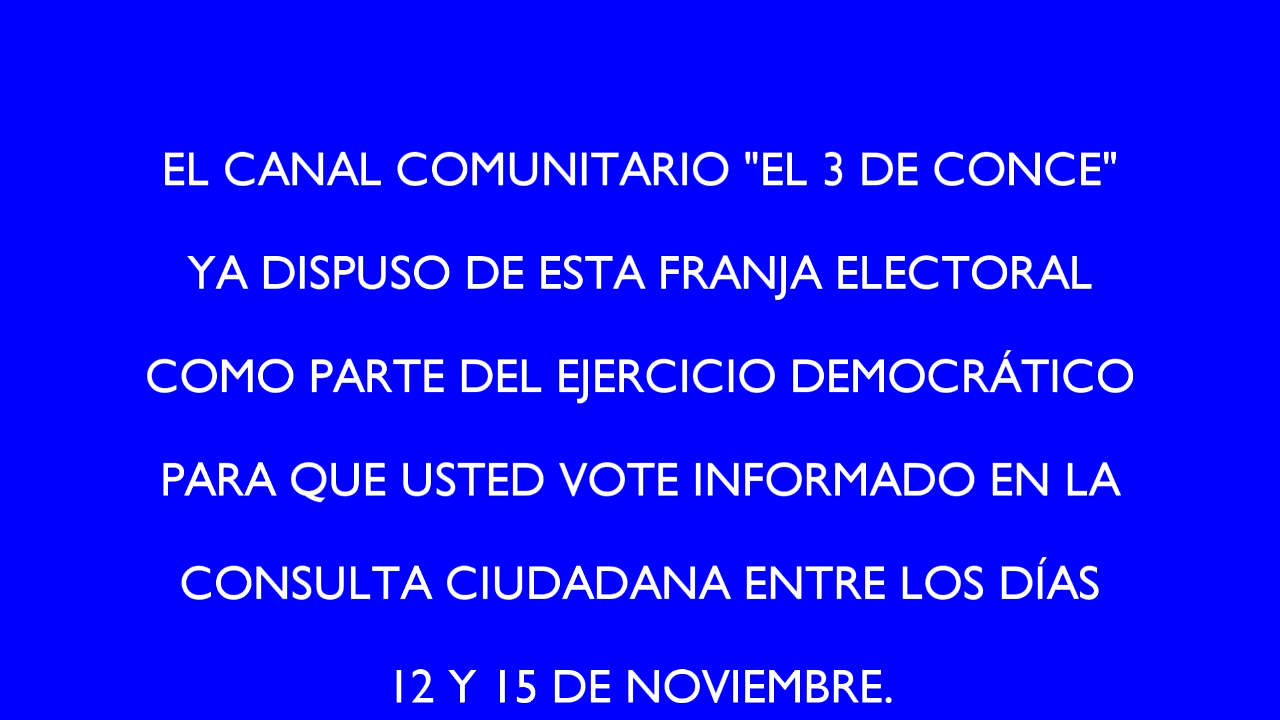 EL CANAL COMUNITARIO "EL 3 DE CONCE"
YA DISPUSO DE ESTA FRANJA ELECTORAL
COMO PARTE DEL EJERCICIO DEMOCRÁTICO
PARA QUE USTED VOTE INFORMADO EN LA
CONSULTA CIUDADANA ENTRE LOS DÍAS
12 Y 15 DE NOVIEMBRE.